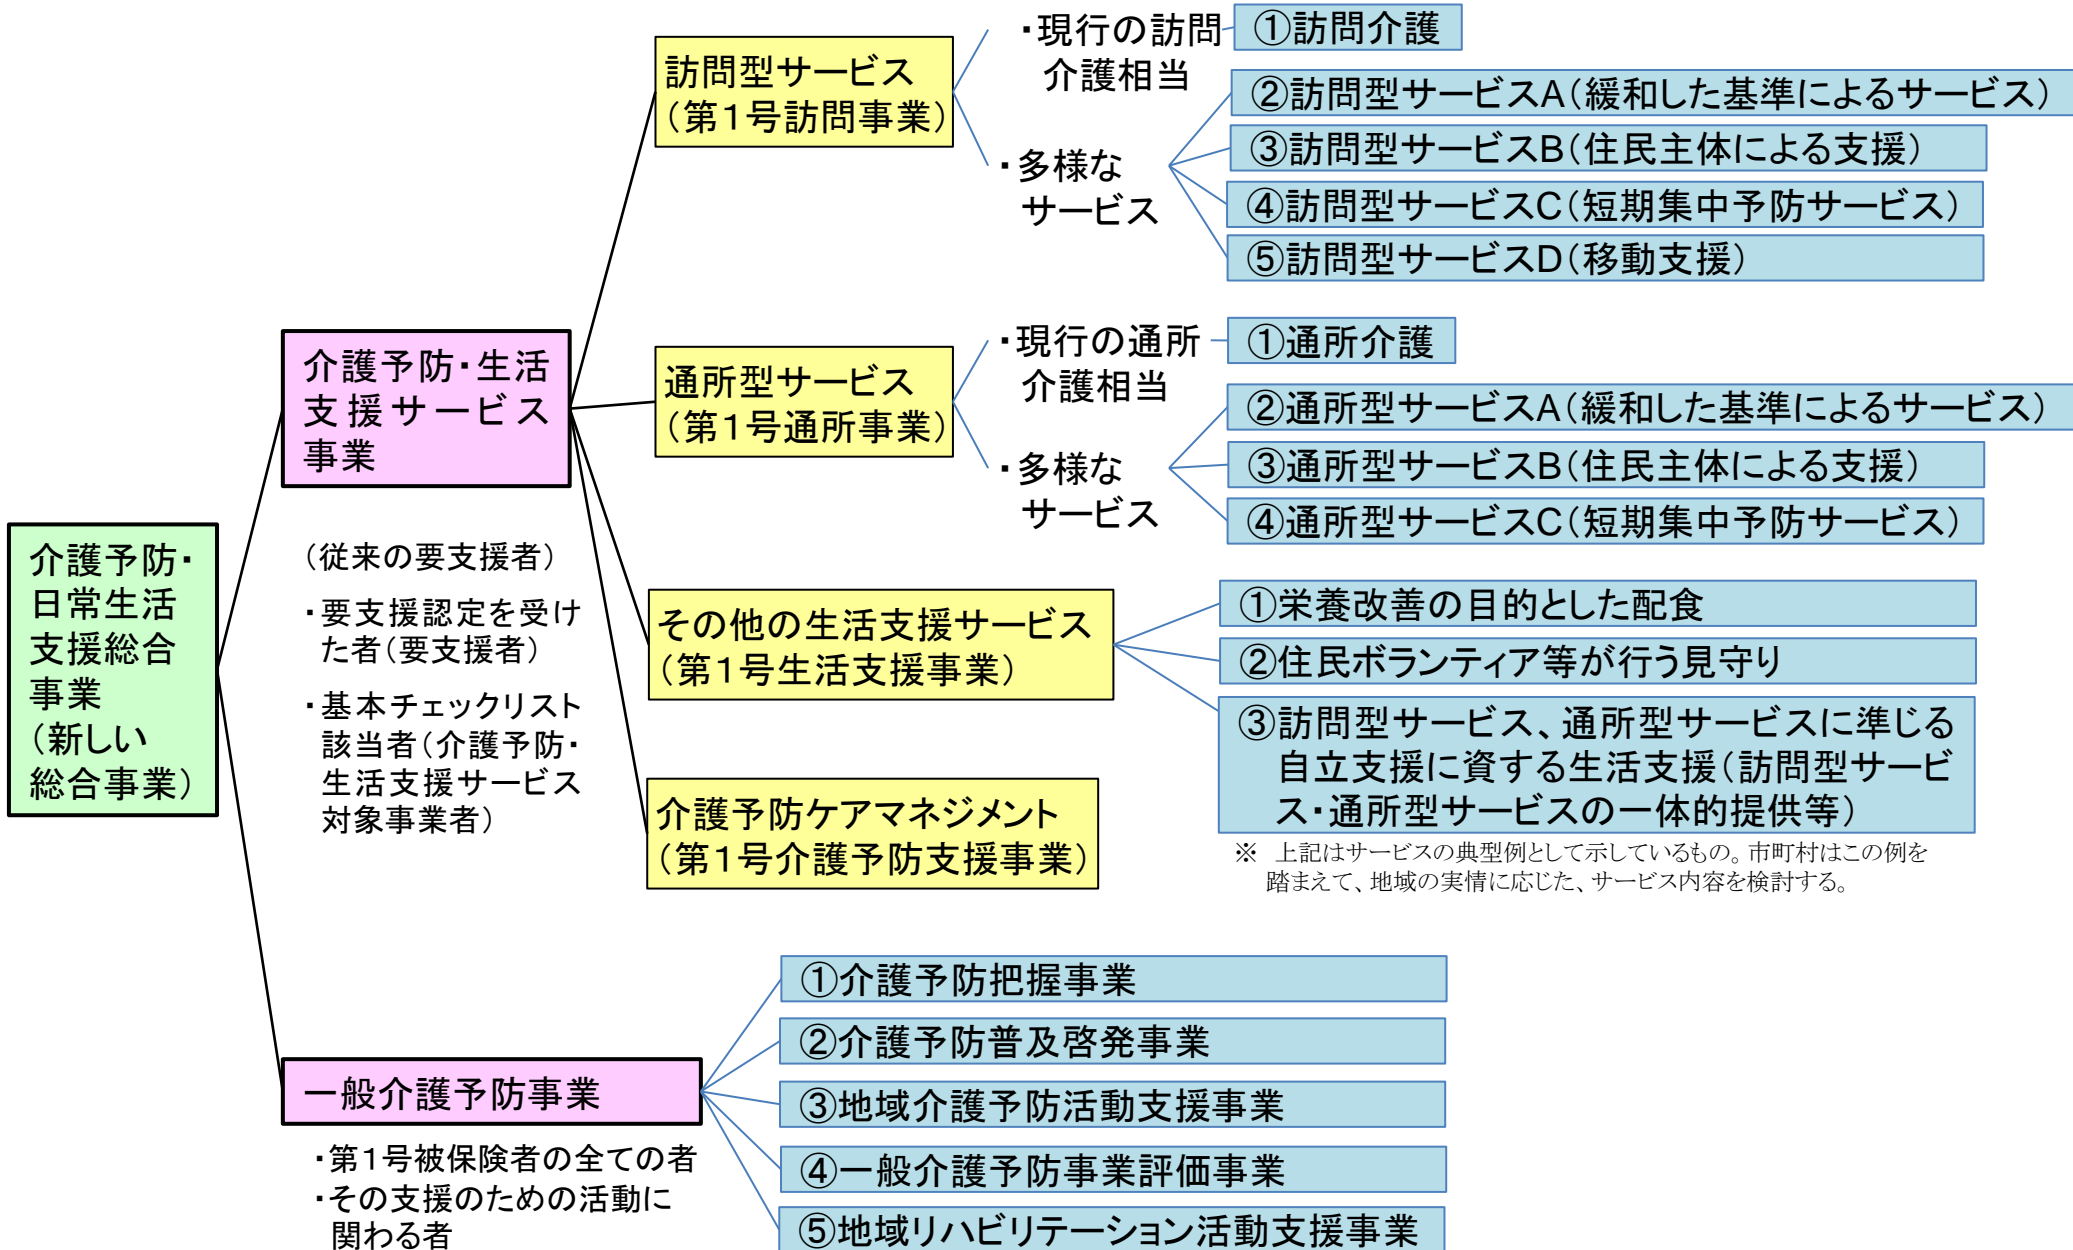 介護予防・
日常生活
支援総合
事業
（新しい
総合事業）
介護予防・生活
支援サービス
事業
（従来の要支援者）
・要支援認定を受け
た者（要支援者）
・基本チェックリスト
該当者（介護予防・
生活支援サービス
対象事業者）
訪問型サービス
（第１号訪問事業）
・現行の訪問
介護相当
①訪問介護
・多様な
サービス
②訪問型サービスA（緩和した基準によるサービス）
③訪問型サービスB（住民主体による支援）
④訪問型サービスC（短期集中予防サービス）
⑤訪問型サービスD（移動支援）
通所型サービス
（第１号通所事業）
・現行の通所
介護相当
①通所介護
・多様な
サービス
②通所型サービスA（緩和した基準によるサービス）
③通所型サービスB（住民主体による支援）
④通所型サービスC（短期集中予防サービス）
その他の生活支援サービス
（第１号生活支援事業）
①栄養改善の目的とした配食
②住民ボランティア等が行う見守り
③訪問型サービス、通所型サービスに準じる
自立支援に資する生活支援（訪問型サービ
ス・通所型サービスの一体的提供等）
介護予防ケアマネジメント
（第１号介護予防支援事業）
※　上記はサービスの典型例として示しているもの。市町村はこの例を
踏まえて、地域の実情に応じた、サービス内容を検討する。
一般介護予防事業
・第１号被保険者の全ての者
・その支援のための活動に
関わる者
①介護予防把握事業
②介護予防普及啓発事業
③地域介護予防活動支援事業
④一般介護予防事業評価事業
⑤地域リハビリテーション活動支援事業